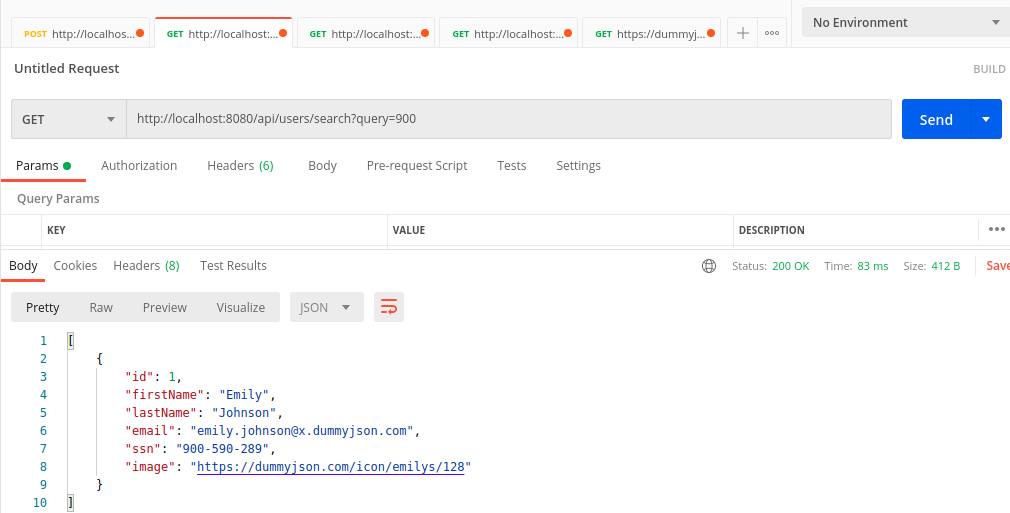 POST http://localhos... GET http://localhost:... GET http://localhost:... GET http://localhost:... GET https://dummyj... No Environment
Untitled Request BUILD
GET http://localhost:8080/api/users/search?query=900 Send
Params Authorization Headers (6) Body Pre-request Script Tests Settings
Query Params
KEY VALUE DESCRIPTION
Body Cookies Headers (8) Test Results Status: 200 OK Time: 83 ms Size: 412 B Save
Pretty Raw Preview Visualize JSON
1 [
2 {
3 "id": 1,
4 "firstName": "Emily",
5 "lastName": "Johnson",
6 "email": "emily.johnson@x.dummyjson.com",
7 "ssn": "900-590-289",
8 "image": "https://dummyjson.com/icon/emilys/128"
9 }
10 ]